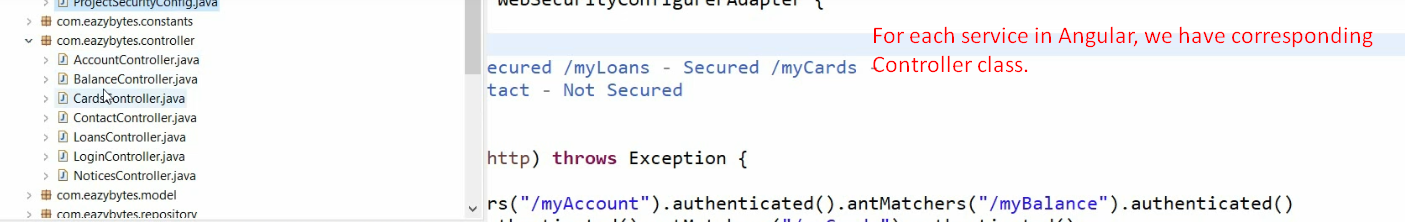 ProjectSecurityConfig.java
com.eazybytes.constants
com.eazybytes.controller
AccountController.java
BalanceController.java
CardsController.java
ContactController.java
LoansController.java
LoginController.java
NoticesController.java
com.eazybytes.model
com.eazybytes.repository
WebSecurityConfigurerAdapter {
For each service in Angular, we have corresponding
Controller class.
ecured /myLoans - Secured /myCards -
tact - Not Secured
http) throws Exception {
rs("/myAccount").authenticated().antMatchers("/myBalance").authenticated()